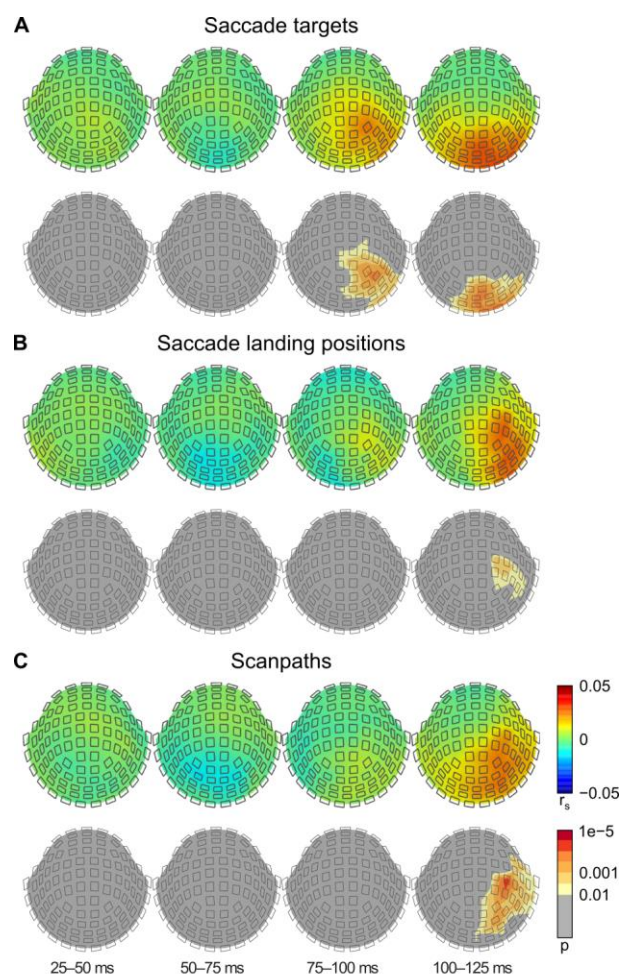 A
Saccade targets
B
Saccade landing positions
C
Scanpaths
0.05
0
-0.05
rs
1e-5
0.001
0.01
p
25–50 ms 50–75 ms 75–100 ms 100–125 ms